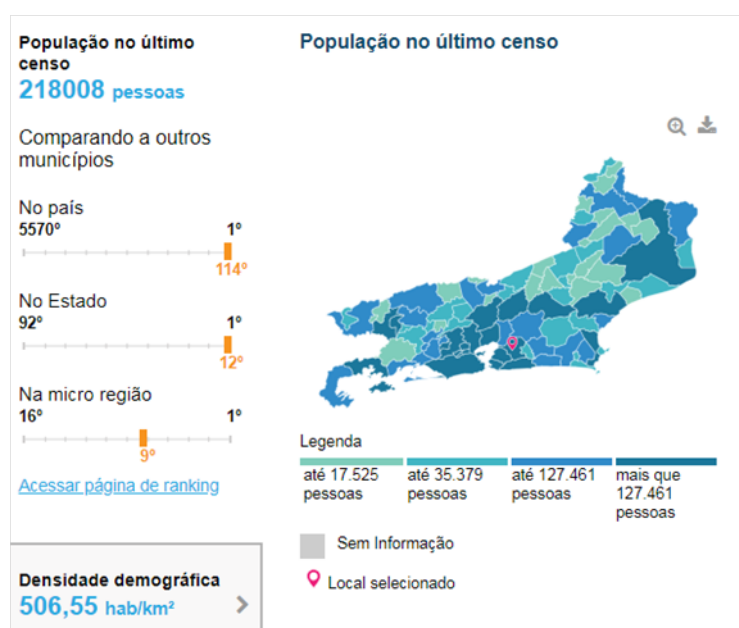 População no último
censo
218008 pessoas
Comparando a outros
municípios
No país
5570º 1º
114º
No Estado
92º 1º
12º
Na micro região
16º 1º
9º
Acessar página de ranking
Densidade demográfica
506,55 hab/km²
População no último censo
Legenda
até 17.525
pessoas
até 35.379
pessoas
até 127.461
pessoas
mais que
127.461
pessoas
Sem Informação
Local selecionado